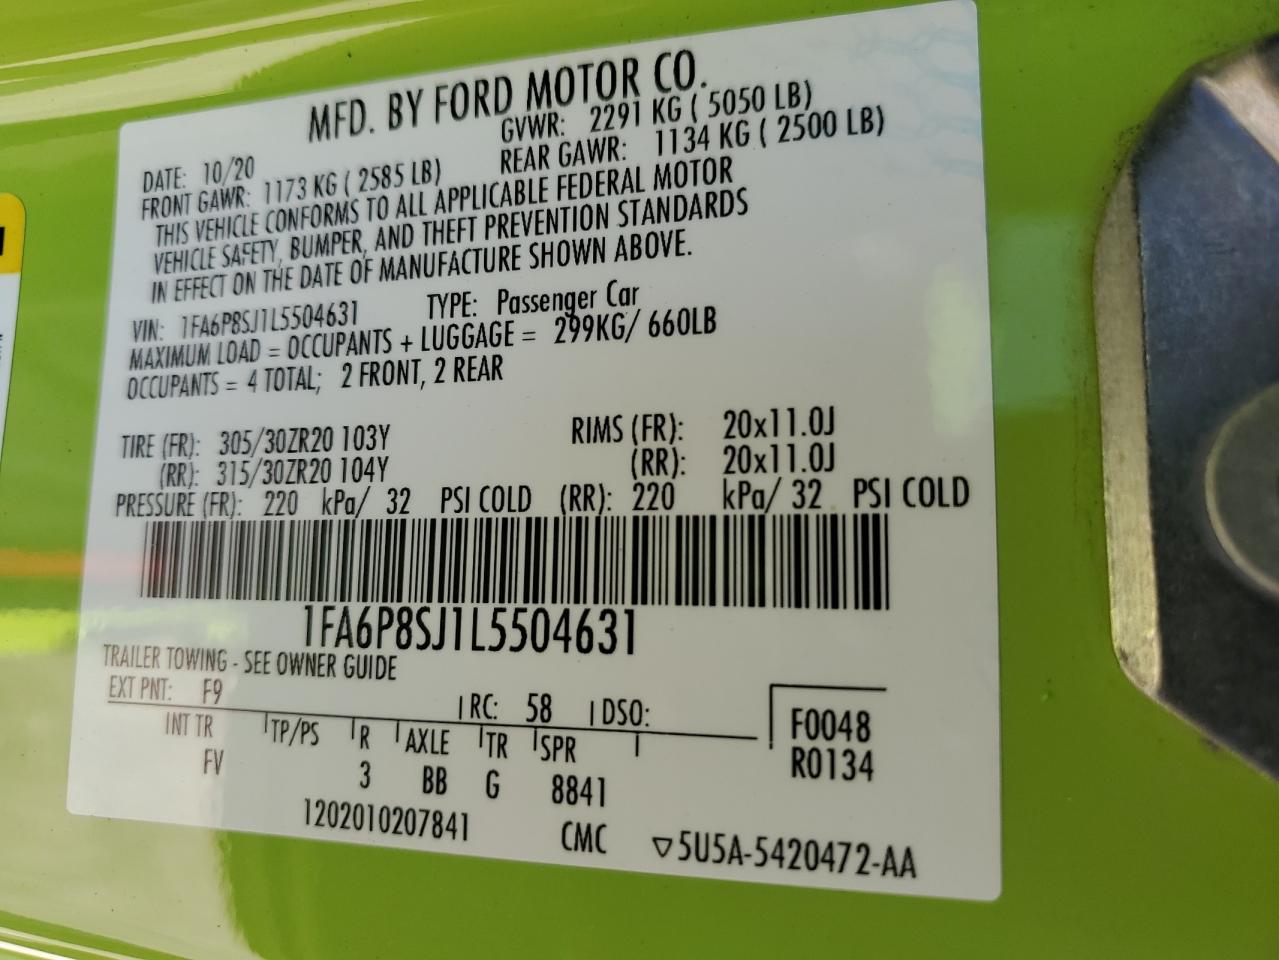 MFD. BY FORD MOTOR CO.
DATE: 10/20 GVWR: 2291 KG ( 5050 LB)
FRONT GAWR: 1173 KG ( 2585 LB) REAR GAWR: 1134 KG ( 2500 LB)
THIS VEHICLE CONFORMS TO ALL APPLICABLE FEDERAL MOTOR
VEHICLE SAFETY, BUMPER, AND THEFT PREVENTION STANDARDS
IN EFFECT ON THE DATE OF MANUFACTURE SHOWN ABOVE.
VIN: 1FA6P8SJ1L5504631 TYPE: Passenger Car
MAXIMUM LOAD = OCCUPANTS + LUGGAGE = 299KG/ 660LB
OCCUPANTS = 4 TOTAL; 2 FRONT, 2 REAR
TIRE (FR): 305/30ZR20 103Y RIMS (FR): 20x11.0J
(RR): 315/30ZR20 104Y (RR): 20x11.0J
PRESSURE (FR): 220 kPa/ 32 PSI COLD (RR): 220 kPa/ 32 PSI COLD
1FA6P8SJ1L5504631
TRAILER TOWING - SEE OWNER GUIDE
EXT PNT: F9 RC: 58 DSO: F0048
INT TR TP/PS R AXLE TR SPR R0134
FV 3 BB G 8841
1202010207841 CMC ▽5U5A-5420472-AA